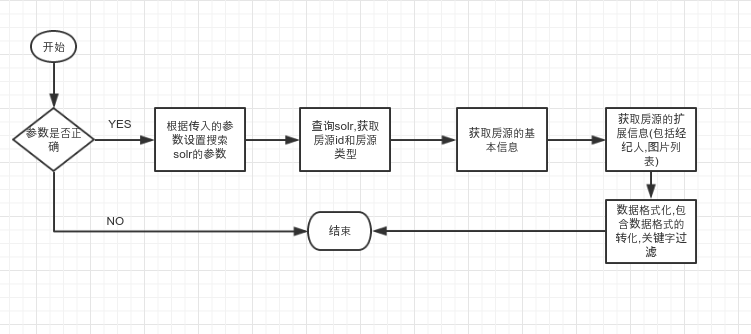 开始
参数是否正
确
YES
根据传入的参
数设置搜索
solr的参数
查询solr,获取
房源id和房源
类型
获取房源的基
本信息
获取房源的扩
展信息(包括经
纪人,图片列
表)
NO
结束
数据格式化,包
含数据格式的
转化,关键字过
滤